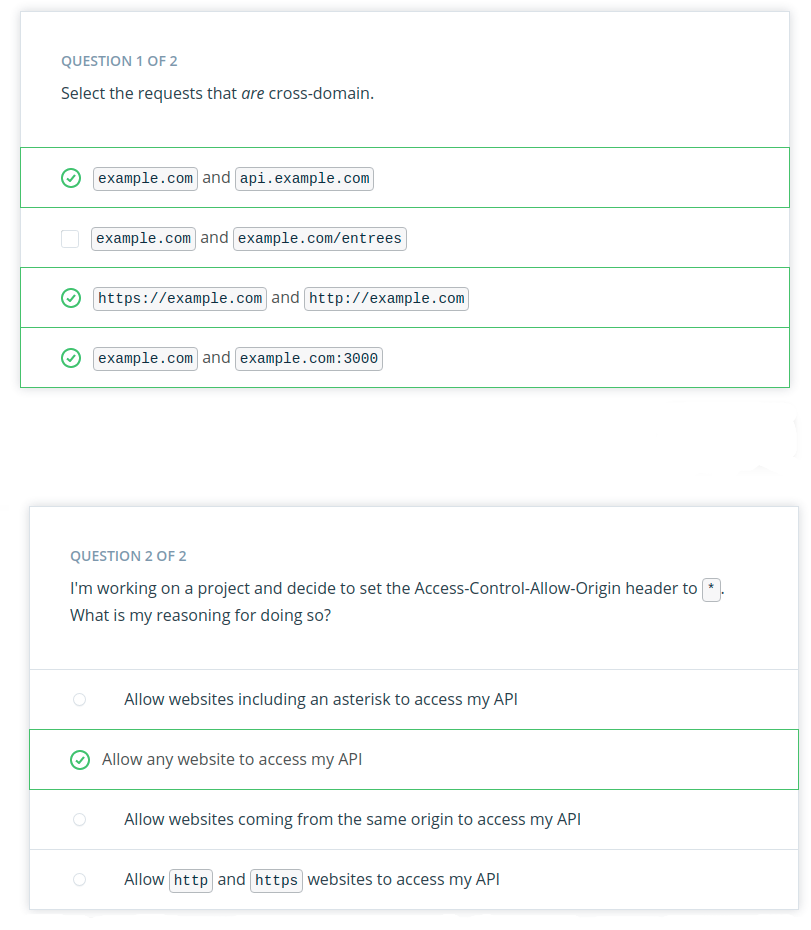 QUESTION 1 OF 2
Select the requests that are cross-domain.
example.com and api.example.com
example.com and example.com/entrees
https://example.com and http://example.com
example.com and example.com:3000
QUESTION 2 OF 2
I'm working on a project and decide to set the Access-Control-Allow-Origin header to *.
What is my reasoning for doing so?
Allow websites including an asterisk to access my API
Allow any website to access my API
Allow websites coming from the same origin to access my API
Allow http and https websites to access my API